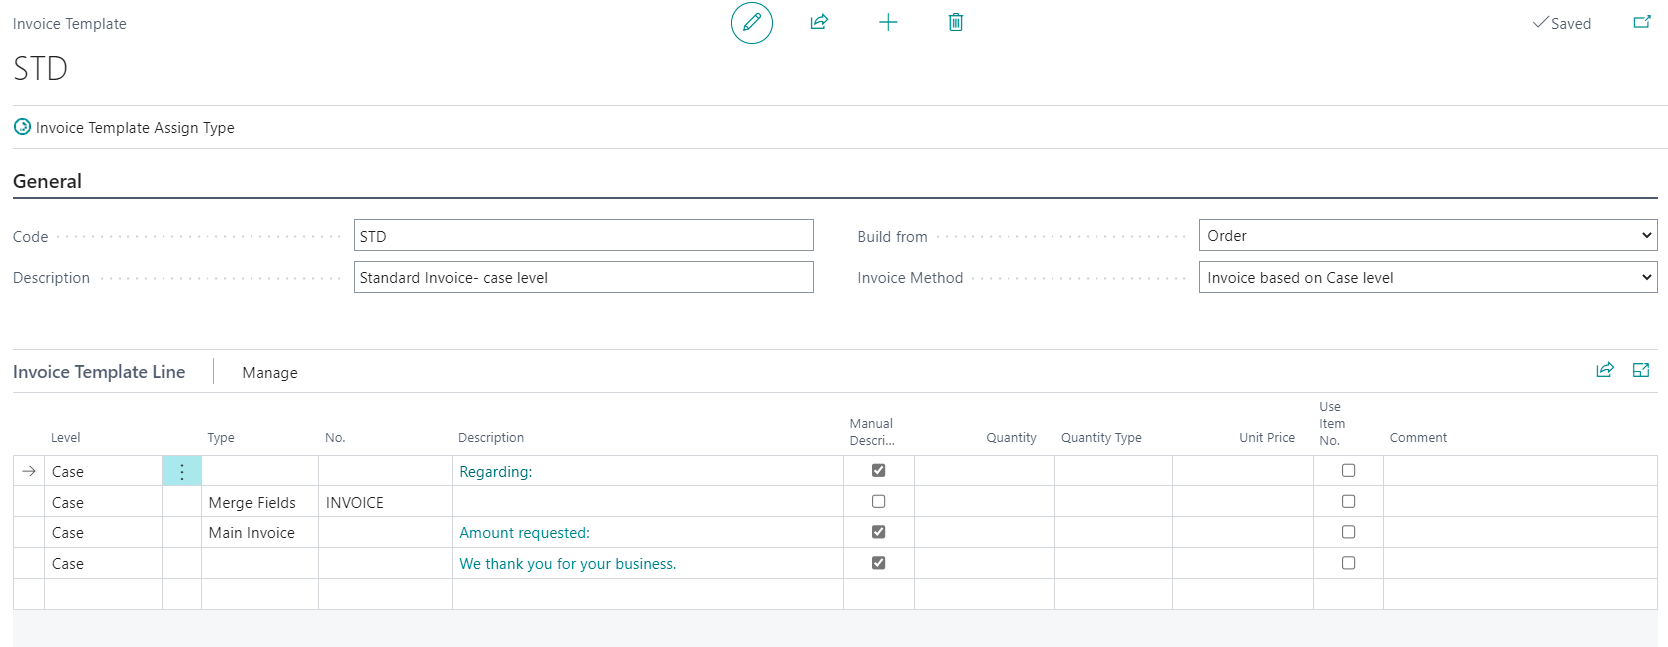 Invoice Template
Saved
STD
Invoice Template Assign Type
General
Code STD
Build from Order
Description Standard Invoice- case level
Invoice Method Invoice based on Case level
Invoice Template Line Manage
Level Type No. Description Manual Descri... Quantity Quantity Type Unit Price Use Item No. Comment
Case Regarding:
Case Merge Fields INVOICE
Case Main Invoice Amount requested:
Case We thank you for your business.